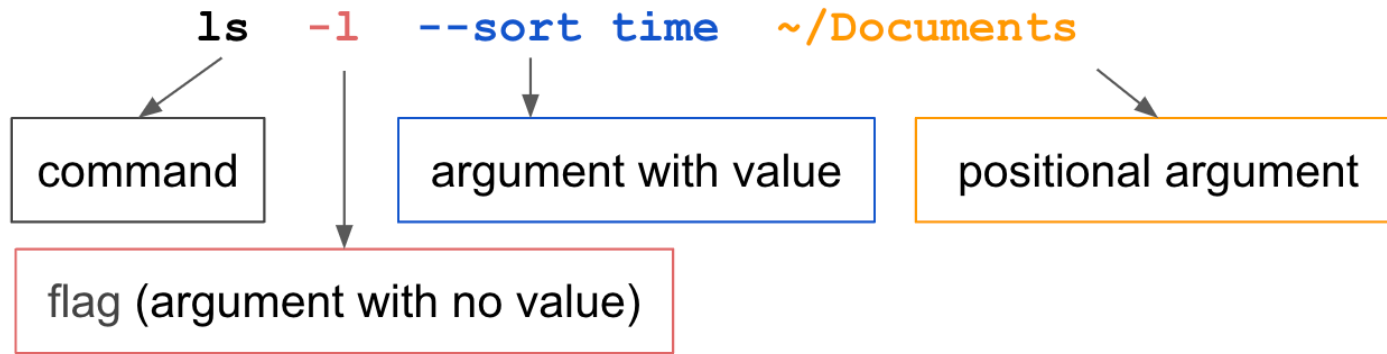 ls -l --sort time ~/Documents
command
argument with value
positional argument
flag (argument with no value)